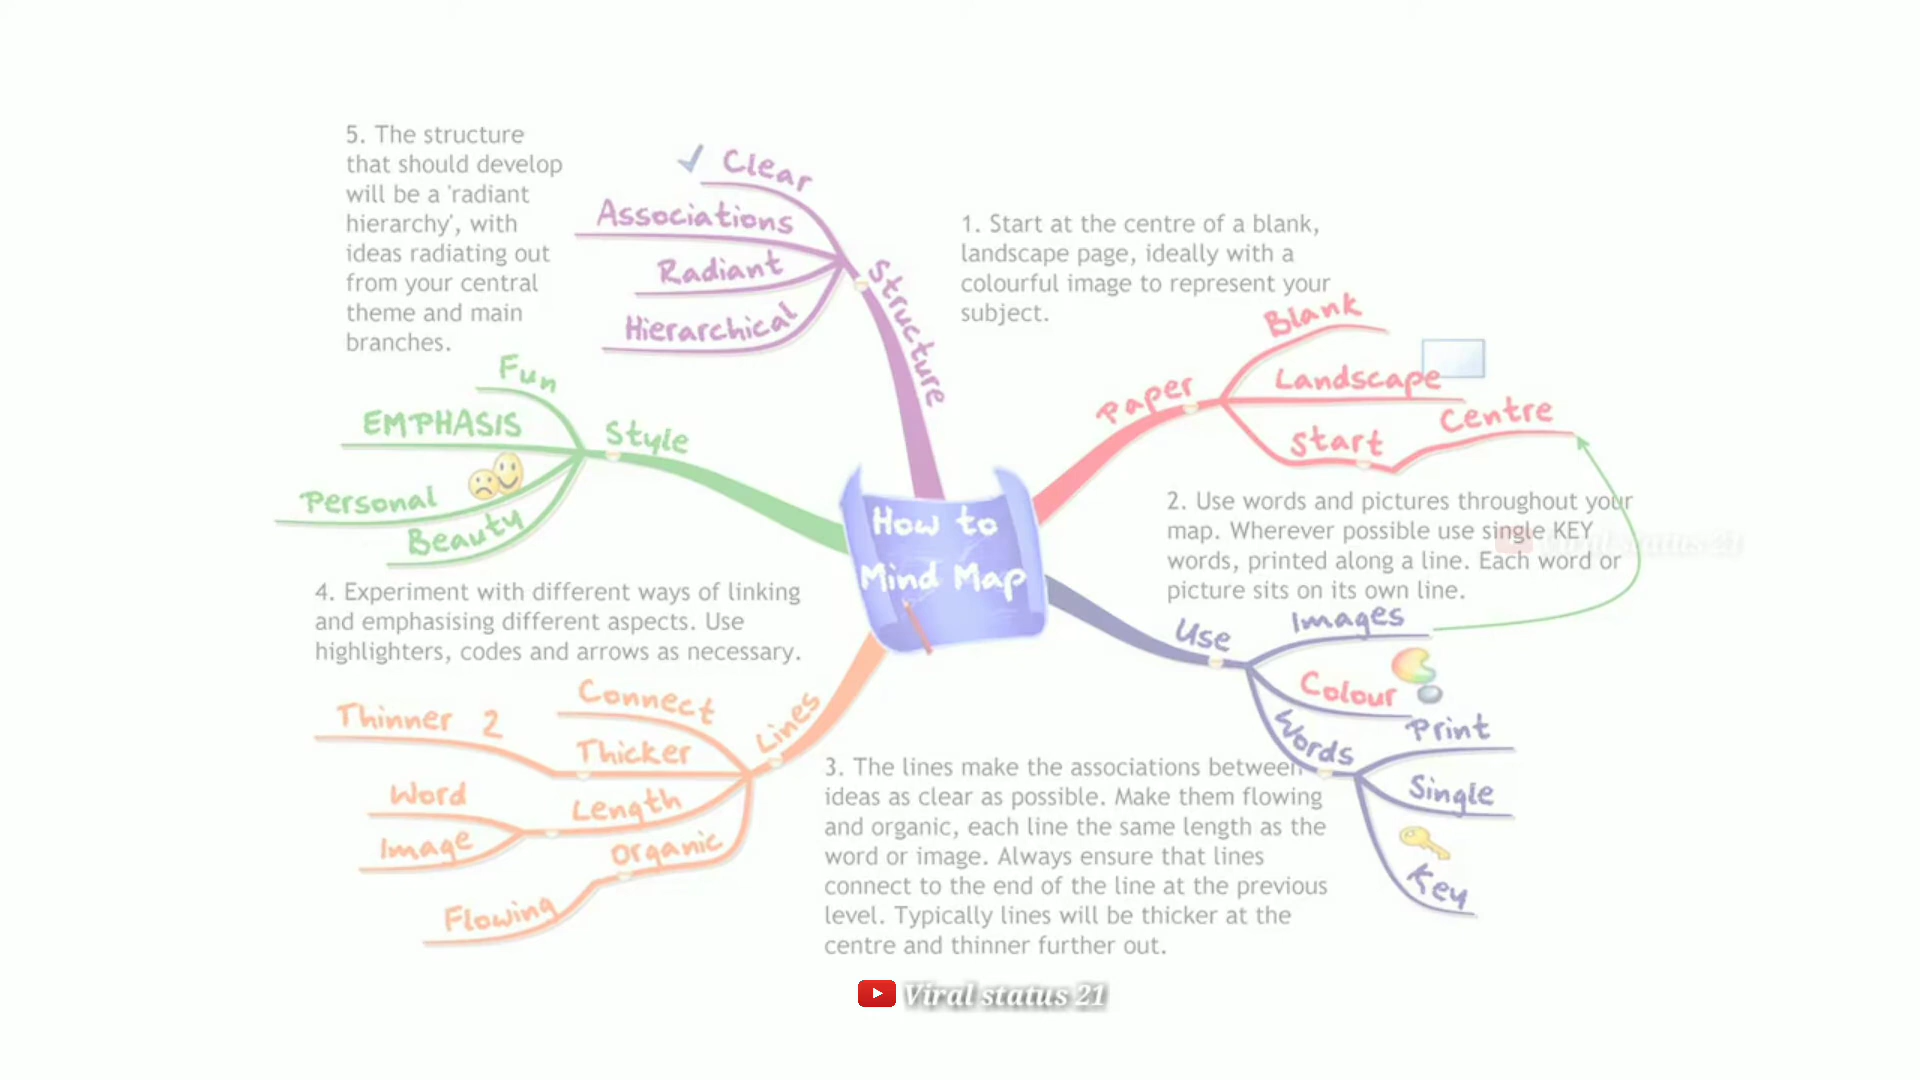 5. The structure
that should develop
will be a 'radiant
hierarchy', with
ideas radiating out
from your central
theme and main
branches.
Clear
Associations
Radiant
Hierarchical
Structure
1. Start at the centre of a blank,
landscape page, ideally with a
colourful image to represent your
subject.
Blank
Landscape
Paper
Centre
Start
Fun
EMPHASIS
Style
Personal
Beauty
How to
Mind Map
2. Use words and pictures throughout your
map. Wherever possible use single KEY
words, printed along a line. Each word or
picture sits on its own line.
Viral status 21
4. Experiment with different ways of linking
and emphasising different aspects. Use
highlighters, codes and arrows as necessary.
Images
Use
Colour
Words
Print
Single
Key
Connect
Lines
Thinner 2
Thicker
Word
Length
Image
Organic
Flowing
3. The lines make the associations between
ideas as clear as possible. Make them flowing
and organic, each line the same length as the
word or image. Always ensure that lines
connect to the end of the line at the previous
level. Typically lines will be thicker at the
centre and thinner further out.
Viral status 21